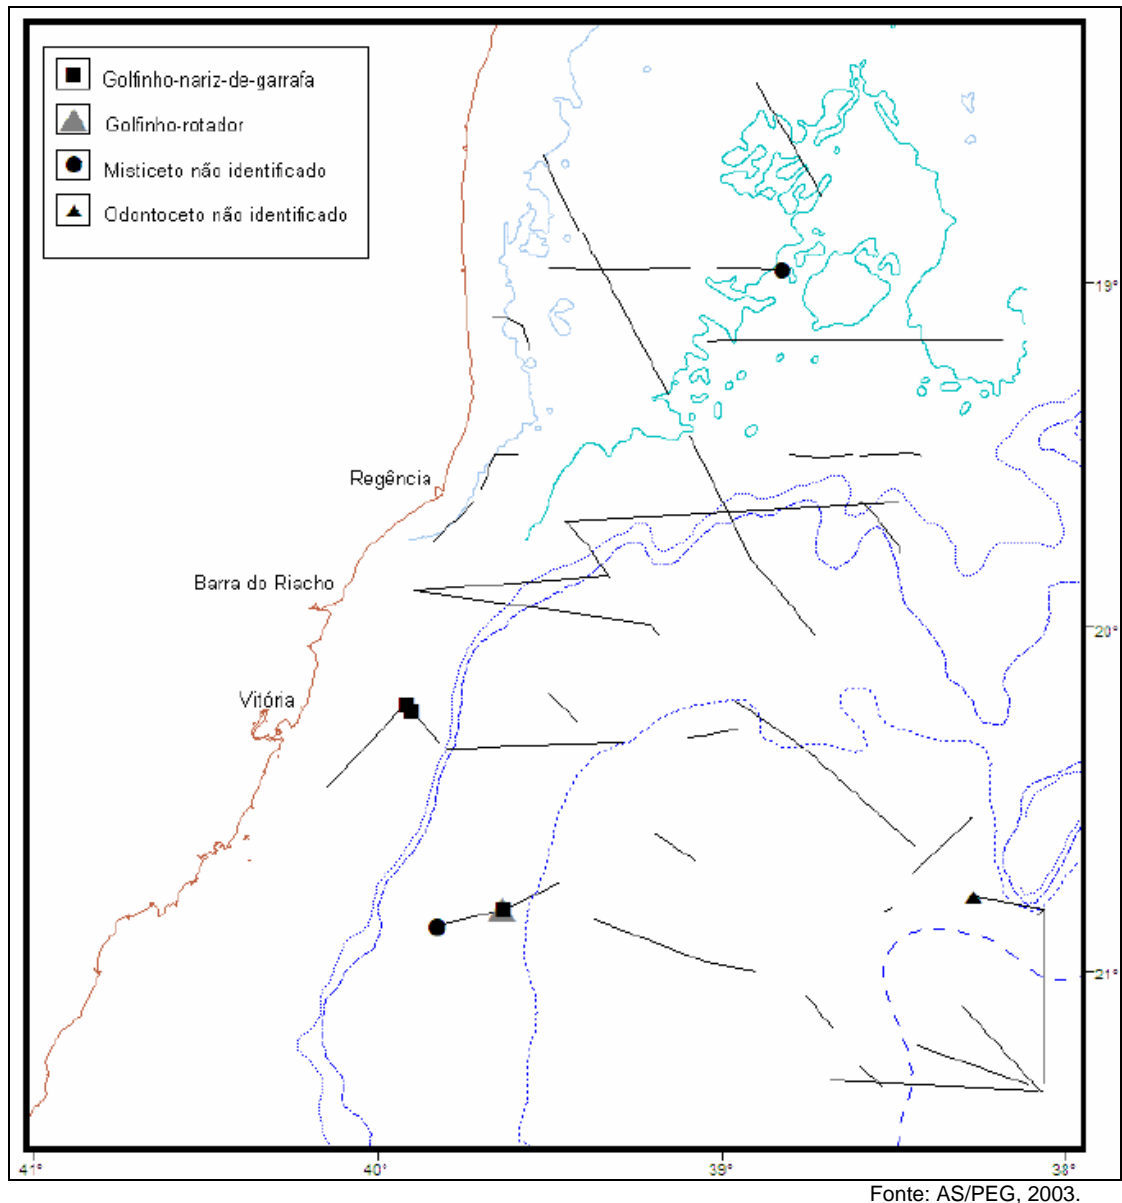 Golfinho-nariz-de-garrafa
Golfinho-rotador
Misticeto não identificado
Odontoceto não identificado
19°
Regência
Barra do Riacho
20°
Vitória
21°
41°
40°
39°
38°
Fonte: AS/PEG, 2003.